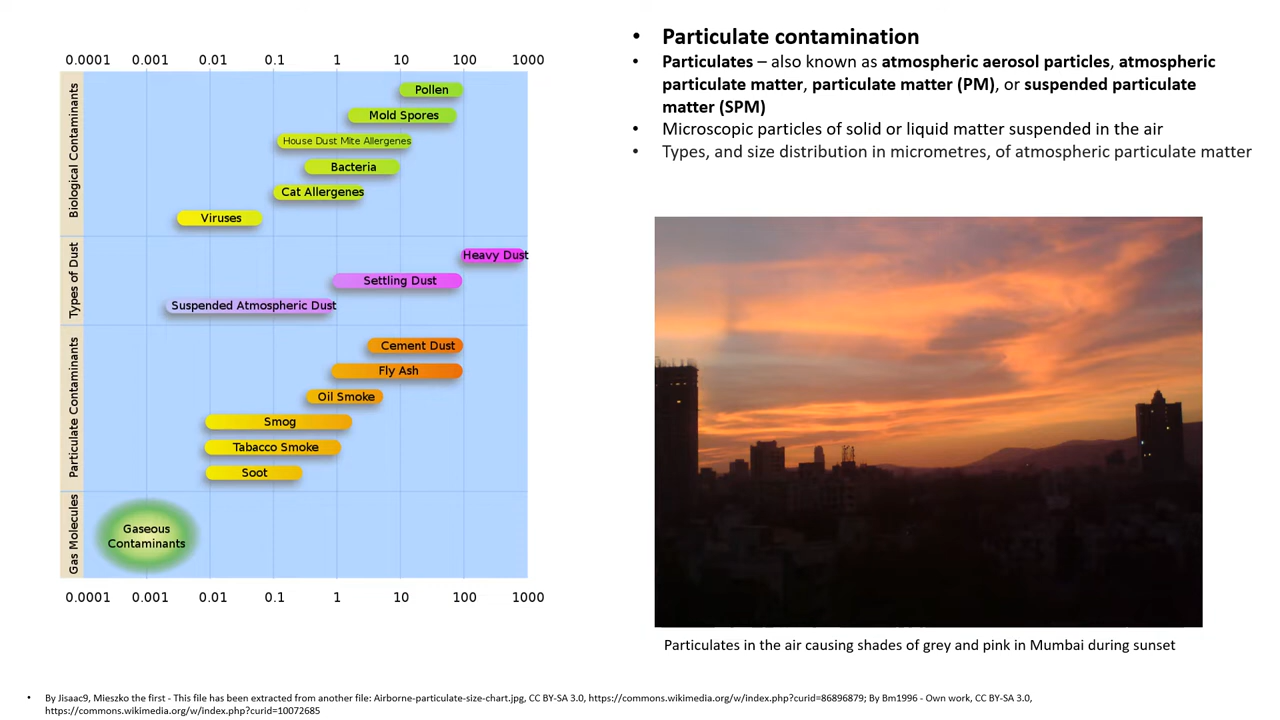 0.0001 0.001 0.01 0.1 1 10 100 1000
Biological Contaminants
Pollen
Mold Spores
House Dust Mite Allergenes
Bacteria
Cat Allergenes
Viruses
Types of Dust
Heavy Dust
Settling Dust
Suspended Atmospheric Dust
Particulate Contaminants
Cement Dust
Fly Ash
Oil Smoke
Smog
Tabacco Smoke
Soot
Gas Molecules
Gaseous
Contaminants
0.0001 0.001 0.01 0.1 1 10 100 1000
• Particulate contamination
• Particulates – also known as atmospheric aerosol particles, atmospheric
particulate matter, particulate matter (PM), or suspended particulate
matter (SPM)
• Microscopic particles of solid or liquid matter suspended in the air
• Types, and size distribution in micrometres, of atmospheric particulate matter
Particulates in the air causing shades of grey and pink in Mumbai during sunset
• By Jisaac9, Mieszko the first - This file has been extracted from another file: Airborne-particulate-size-chart.jpg, CC BY-SA 3.0, https://commons.wikimedia.org/w/index.php?curid=86896879; By Bm1996 - Own work, CC BY-SA 3.0,
https://commons.wikimedia.org/w/index.php?curid=10072685